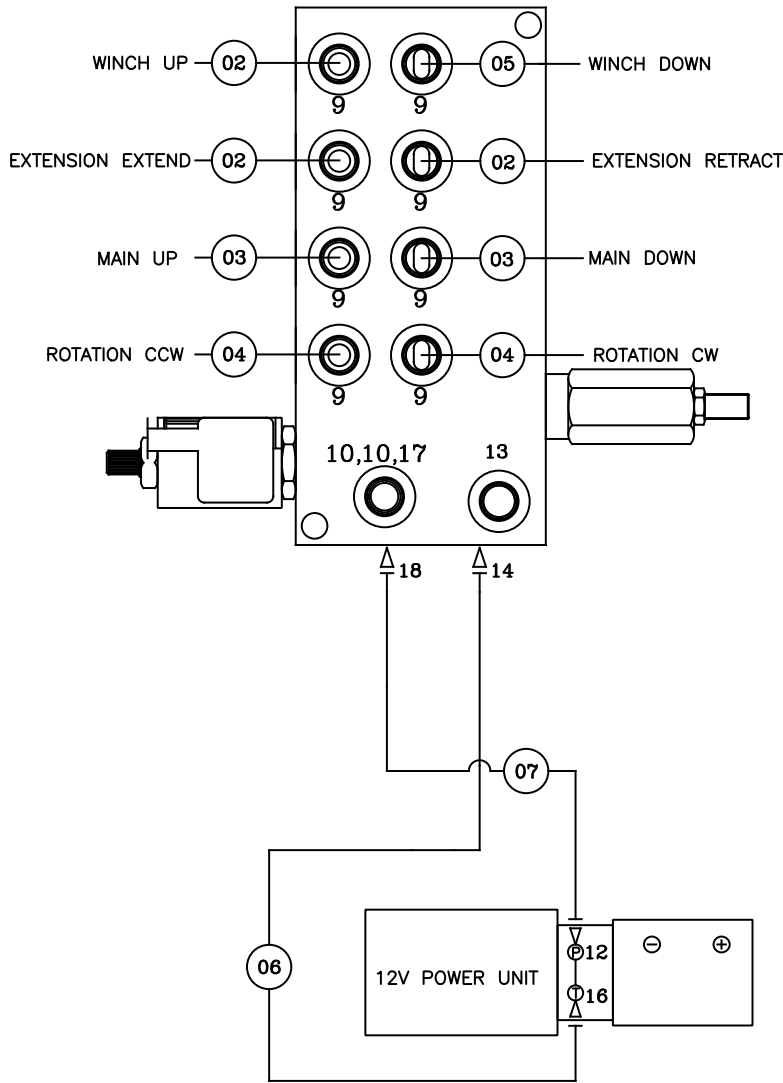 WINCH UP 02 05 WINCH DOWN
9 9
EXTENSION EXTEND 02 02 EXTENSION RETRACT
9 9
MAIN UP 03 03 MAIN DOWN
9 9
ROTATION CCW 04 04 ROTATION CW
9 9
10,10,17 13
18 14
07
P 12
06 12V POWER UNIT
T 16